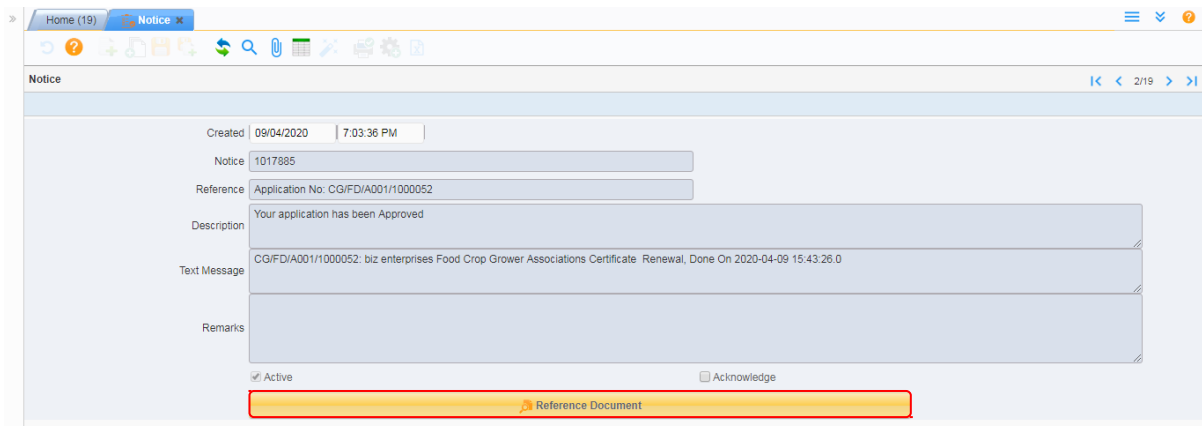 Home (19) Notice
Notice 2/19
Created 09/04/2020 7:03:36 PM
Notice 1017885
Reference Application No: CG/FD/A001/1000052
Description Your application has been Approved
Text Message CG/FD/A001/1000052: biz enterprises Food Crop Grower Associations Certificate Renewal, Done On 2020-04-09 15:43:26.0
Remarks
Active Acknowledge
Reference Document